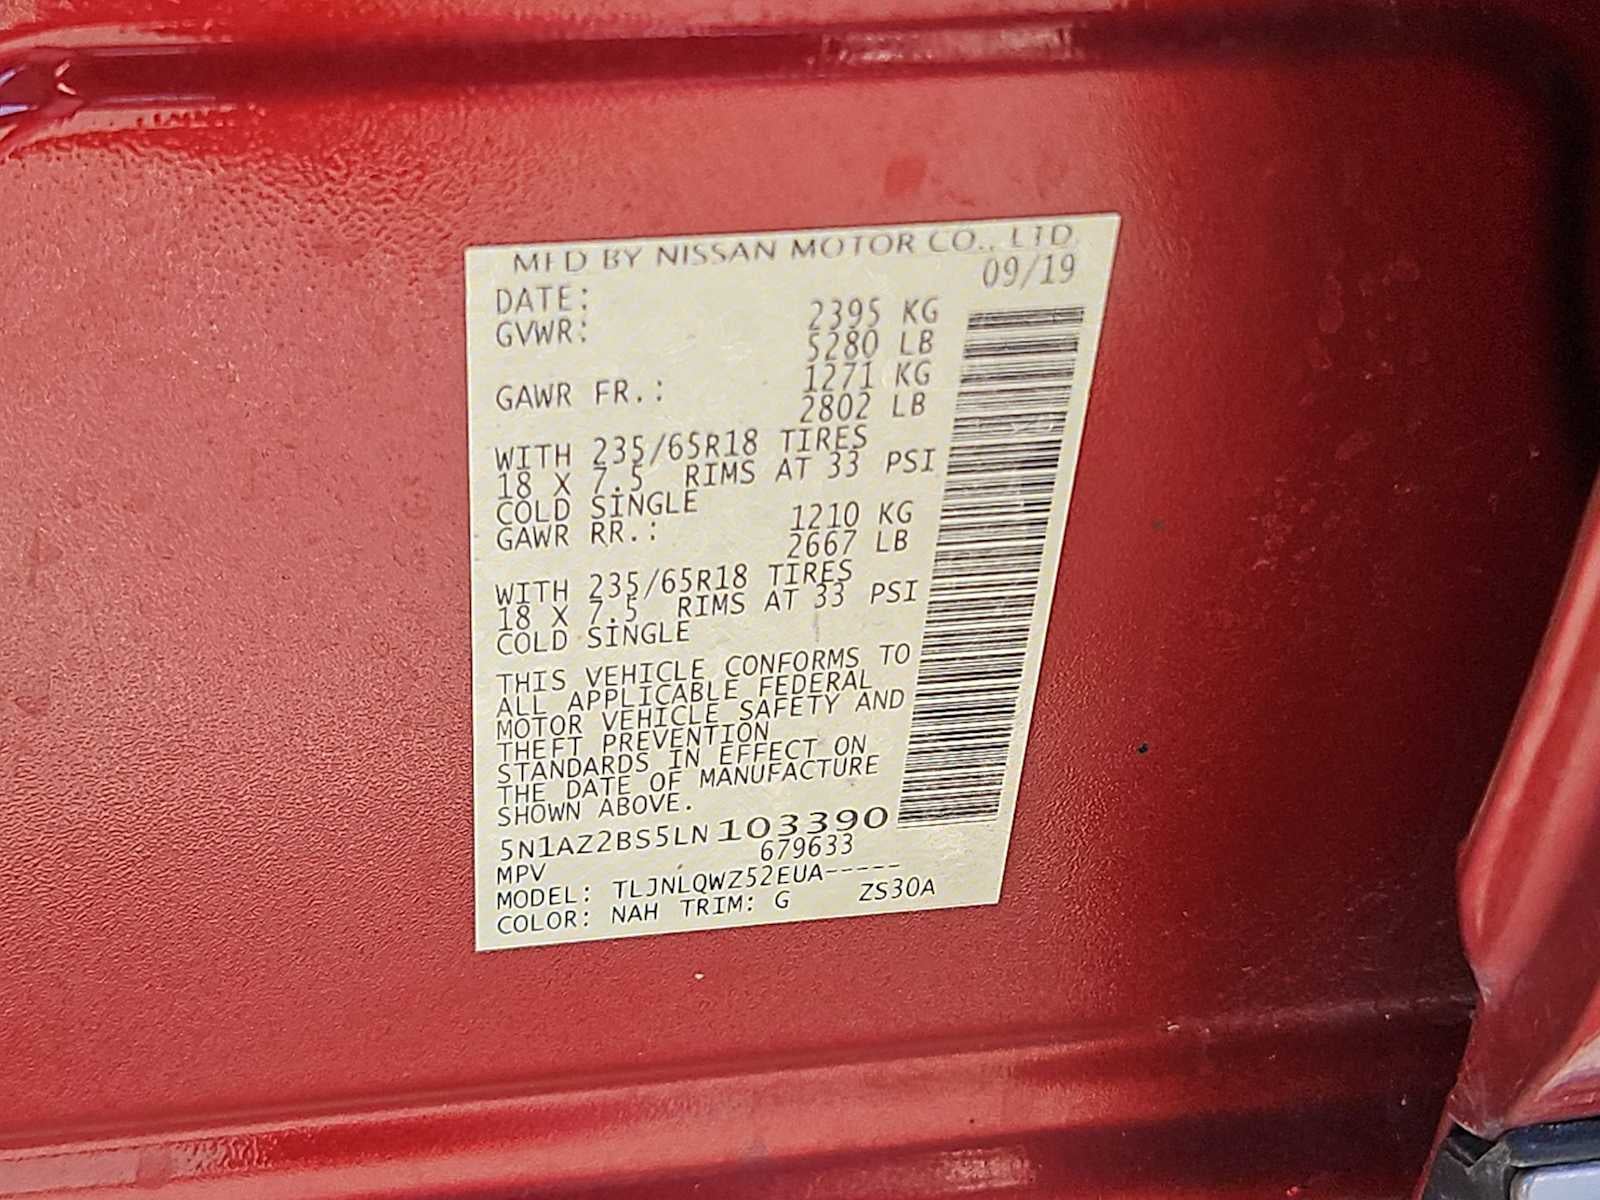 MFD BY NISSAN MOTOR CO., LTD
DATE: 09/19
GVWR: 2395 KG
5280 LB
GAWR FR.: 1271 KG
2802 LB
WITH 235/65R18 TIRES
18 X 7.5 RIMS AT 33 PSI
COLD SINGLE
GAWR RR.: 1210 KG
2667 LB
WITH 235/65R18 TIRES
18 X 7.5 RIMS AT 33 PSI
COLD SINGLE
THIS VEHICLE CONFORMS TO
ALL APPLICABLE FEDERAL
MOTOR VEHICLE SAFETY AND
THEFT PREVENTION
STANDARDS IN EFFECT ON
THE DATE OF MANUFACTURE
SHOWN ABOVE.
5N1AZ2BS5LN103390
MPV 679633
MODEL: TLJNLQWZ52EUA-----
COLOR: NAH TRIM: G ZS30A